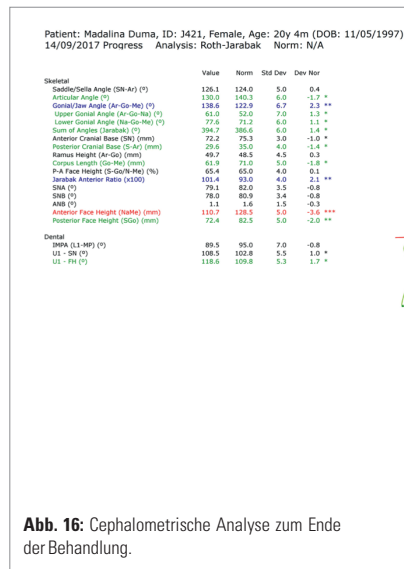 Patient: Madalina Duma, ID: J421, Female, Age: 20y 4m (DOB: 11/05/1997)
14/09/2017 Progress Analysis: Roth-Jarabak Norm: N/A
Value Norm Std Dev Dev Nor
Skeletal
Saddle/Sella Angle (SN-Ar) (º) 126.1 124.0 5.0 0.4
Articular Angle (º) 130.0 140.3 6.0 -1.7 *
Gonial/Jaw Angle (Ar-Go-Me) (º) 138.6 122.9 6.7 2.3 **
Upper Gonial Angle (Ar-Go-Na) (º) 61.0 52.0 7.0 1.3 *
Lower Gonial Angle (Na-Go-Me) (º) 77.6 71.2 6.0 1.1 *
Sum of Angles (Jarabak) (º) 394.7 386.6 6.0 1.4 *
Anterior Cranial Base (SN) (mm) 72.2 75.3 3.0 -1.0 *
Posterior Cranial Base (S-Ar) (mm) 29.6 35.0 4.0 -1.4 *
Ramus Height (Ar-Go) (mm) 49.7 48.5 4.5 0.3
Corpus Length (Go-Me) (mm) 61.9 71.0 5.0 -1.8 *
P-A Face Height (S-Go/N-Me) (%) 65.4 65.0 4.0 0.1
Jarabak Anterior Ratio (x100) 101.4 93.0 4.0 2.1 **
SNA (º) 79.1 82.0 3.5 -0.8
SNB (º) 78.0 80.9 3.4 -0.8
ANB (º) 1.1 1.6 1.5 -0.3
Anterior Face Height (NaMe) (mm) 110.7 128.5 5.0 -3.6 ***
Posterior Face Height (SGo) (mm) 72.4 82.5 5.0 -2.0 **
Dental
IMPA (L1-MP) (º) 89.5 95.0 7.0 -0.8
U1 - SN (º) 108.5 102.8 5.5 1.0 *
U1 - FH (º) 118.6 109.8 5.3 1.7 *
Abb. 16: Cephalometrische Analyse zum Ende
der Behandlung.